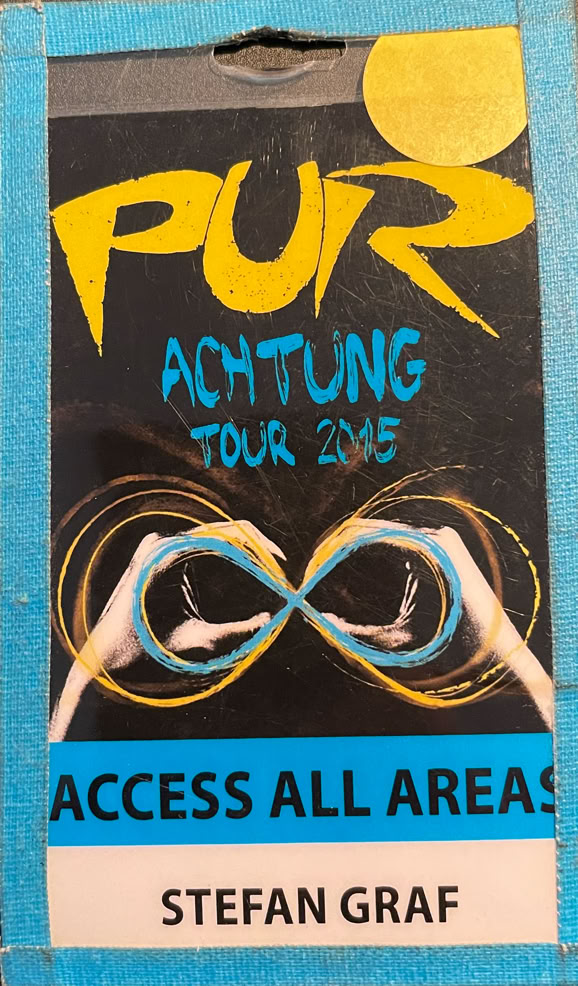 PUR
ACHTUNG
TOUR 2015
ACCESS ALL AREAS
STEFAN GRAF